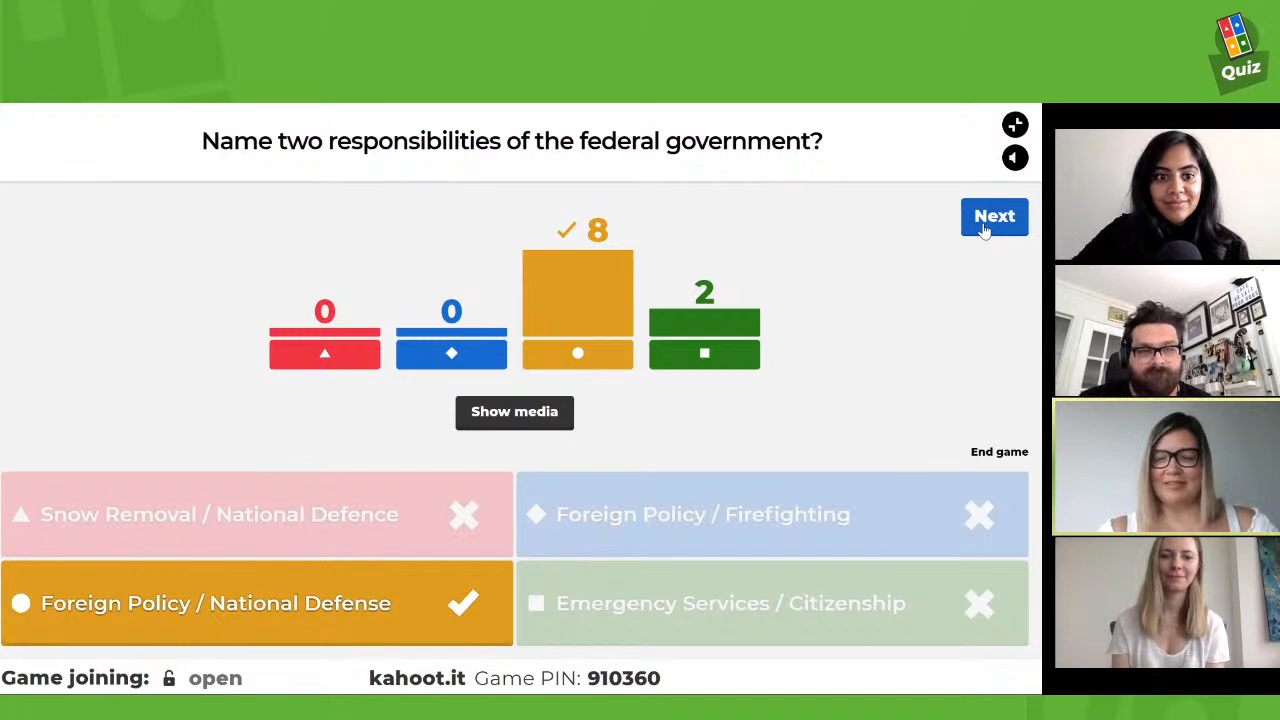 Quiz
Name two responsibilities of the federal government?
Next
0
0
8
2
Show media
End game
Snow Removal / National Defence
Foreign Policy / Firefighting
Foreign Policy / National Defense
Emergency Services / Citizenship
Game joining: open
kahoot.it Game PIN: 910360